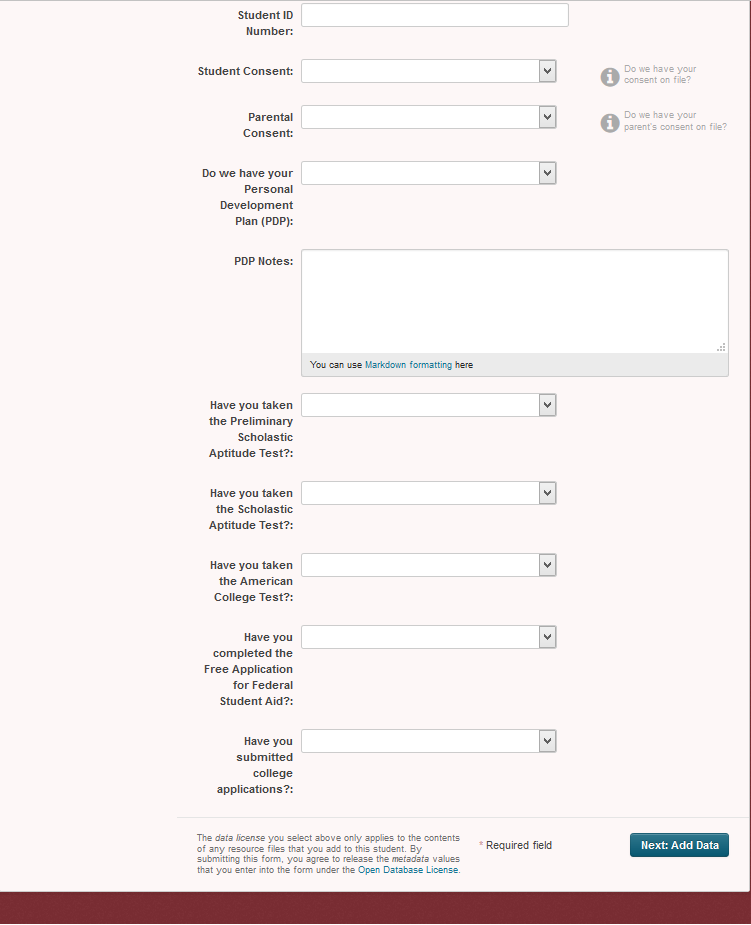 Student ID
Number:
Student Consent:
Do we have your
consent on file?
Parental
Consent:
Do we have your
parent's consent on file?
Do we have your
Personal
Development
Plan (PDP):
PDP Notes:
You can use Markdown formatting here
Have you taken
the Preliminary
Scholastic
Aptitude Test?:
Have you taken
the Scholastic
Aptitude Test?:
Have you taken
the American
College Test?:
Have you
completed the
Free Application
for Federal
Student Aid?:
Have you
submitted
college
applications?:
The data license you select above only applies to the contents
of any resource files that you add to this student. By
submitting this form, you agree to release the metadata values
that you enter into the form under the Open Database License.
* Required field
Next: Add Data